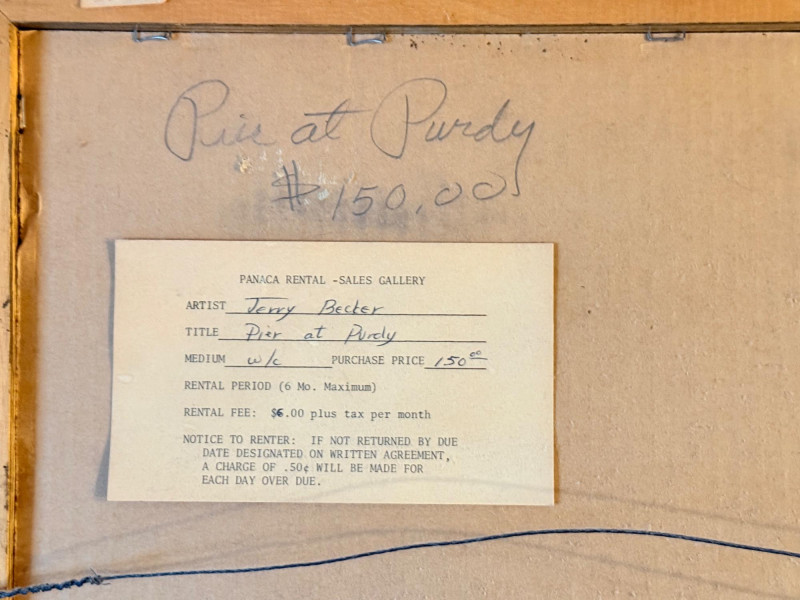 Pier at Purdy
$150.00
PANACA RENTAL -SALES GALLERY
ARTIST Jerry Becker
TITLE Pier at Purdy
MEDIUM w/c PURCHASE PRICE 150.00
RENTAL PERIOD (6 Mo. Maximum)
RENTAL FEE: $6.00 plus tax per month
NOTICE TO RENTER: IF NOT RETURNED BY DUE
DATE DESIGNATED ON WRITTEN AGREEMENT,
A CHARGE OF .50¢ WILL BE MADE FOR
EACH DAY OVER DUE.